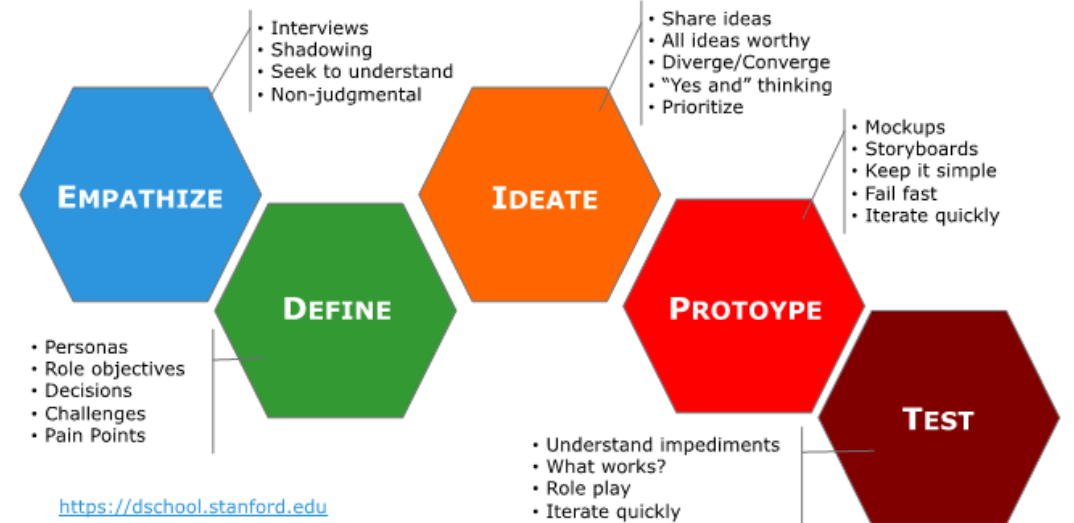 • Interviews
• Shadowing
• Seek to understand
• Non-judgmental
EMPATHIZE
DEFINE
• Personas
• Role objectives
• Decisions
• Challenges
• Pain Points
• Share ideas
• All ideas worthy
• Diverge/Converge
• “Yes and” thinking
• Prioritize
IDEATE
• Mockups
• Storyboards
• Keep it simple
• Fail fast
• Iterate quickly
PROTOYPE
TEST
• Understand impediments
• What works?
• Role play
• Iterate quickly
https://dschool.stanford.edu